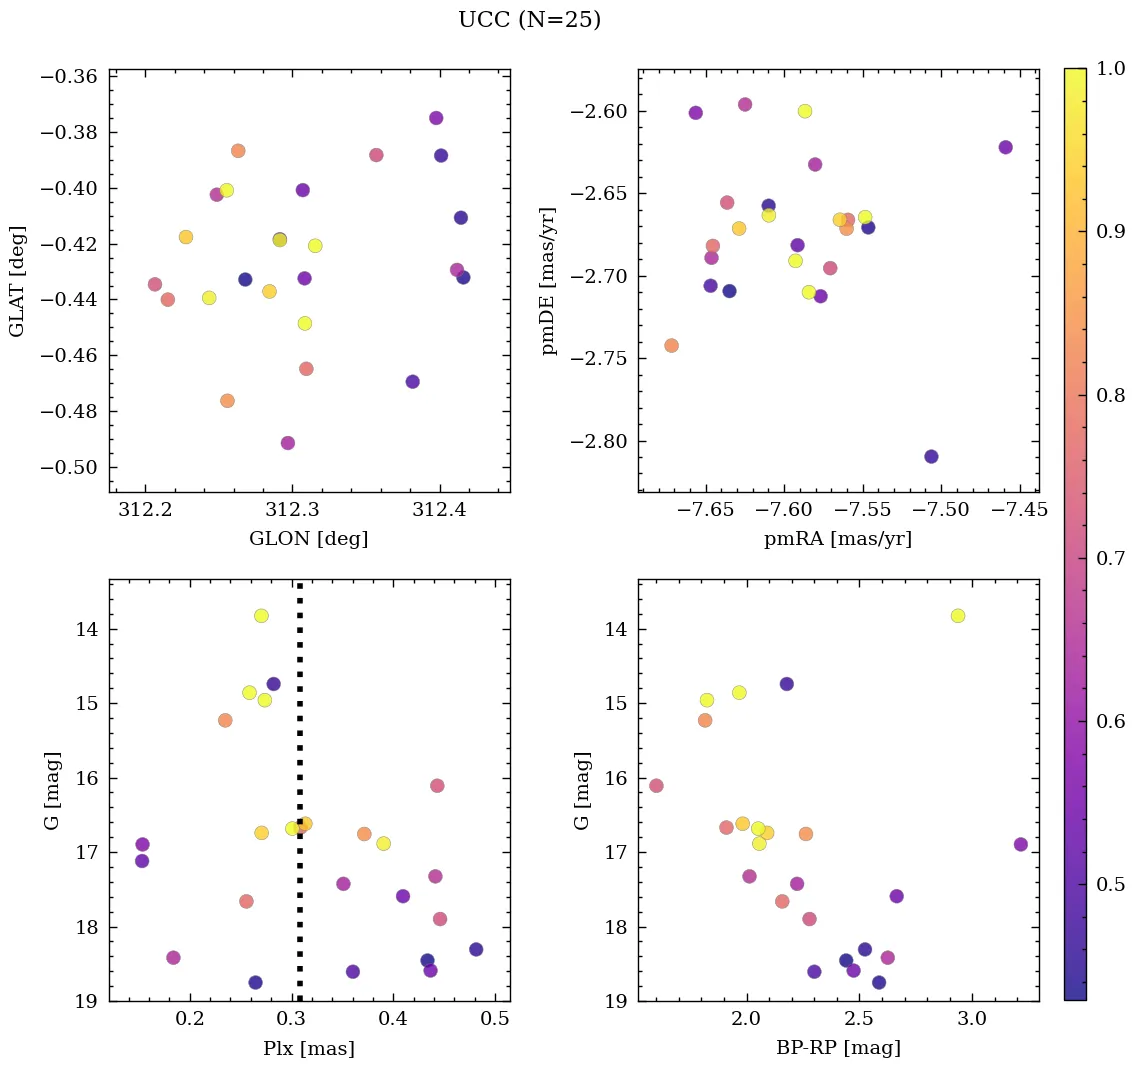 UCC (N=25)
−0.36
−0.38
−0.40
−0.42
−0.44
−0.46
−0.48
−0.50
GLAT [deg]
312.2 312.3 312.4
GLON [deg]
−2.60
−2.65
−2.70
−2.75
−2.80
pmDE [mas/yr]
−7.65 −7.60 −7.55 −7.50 −7.45
pmRA [mas/yr]
14
15
16
17
18
19
G [mag]
0.2 0.3 0.4 0.5
Plx [mas]
14
15
16
17
18
19
G [mag]
2.0 2.5 3.0
BP-RP [mag]
1.0
0.9
0.8
0.7
0.6
0.5